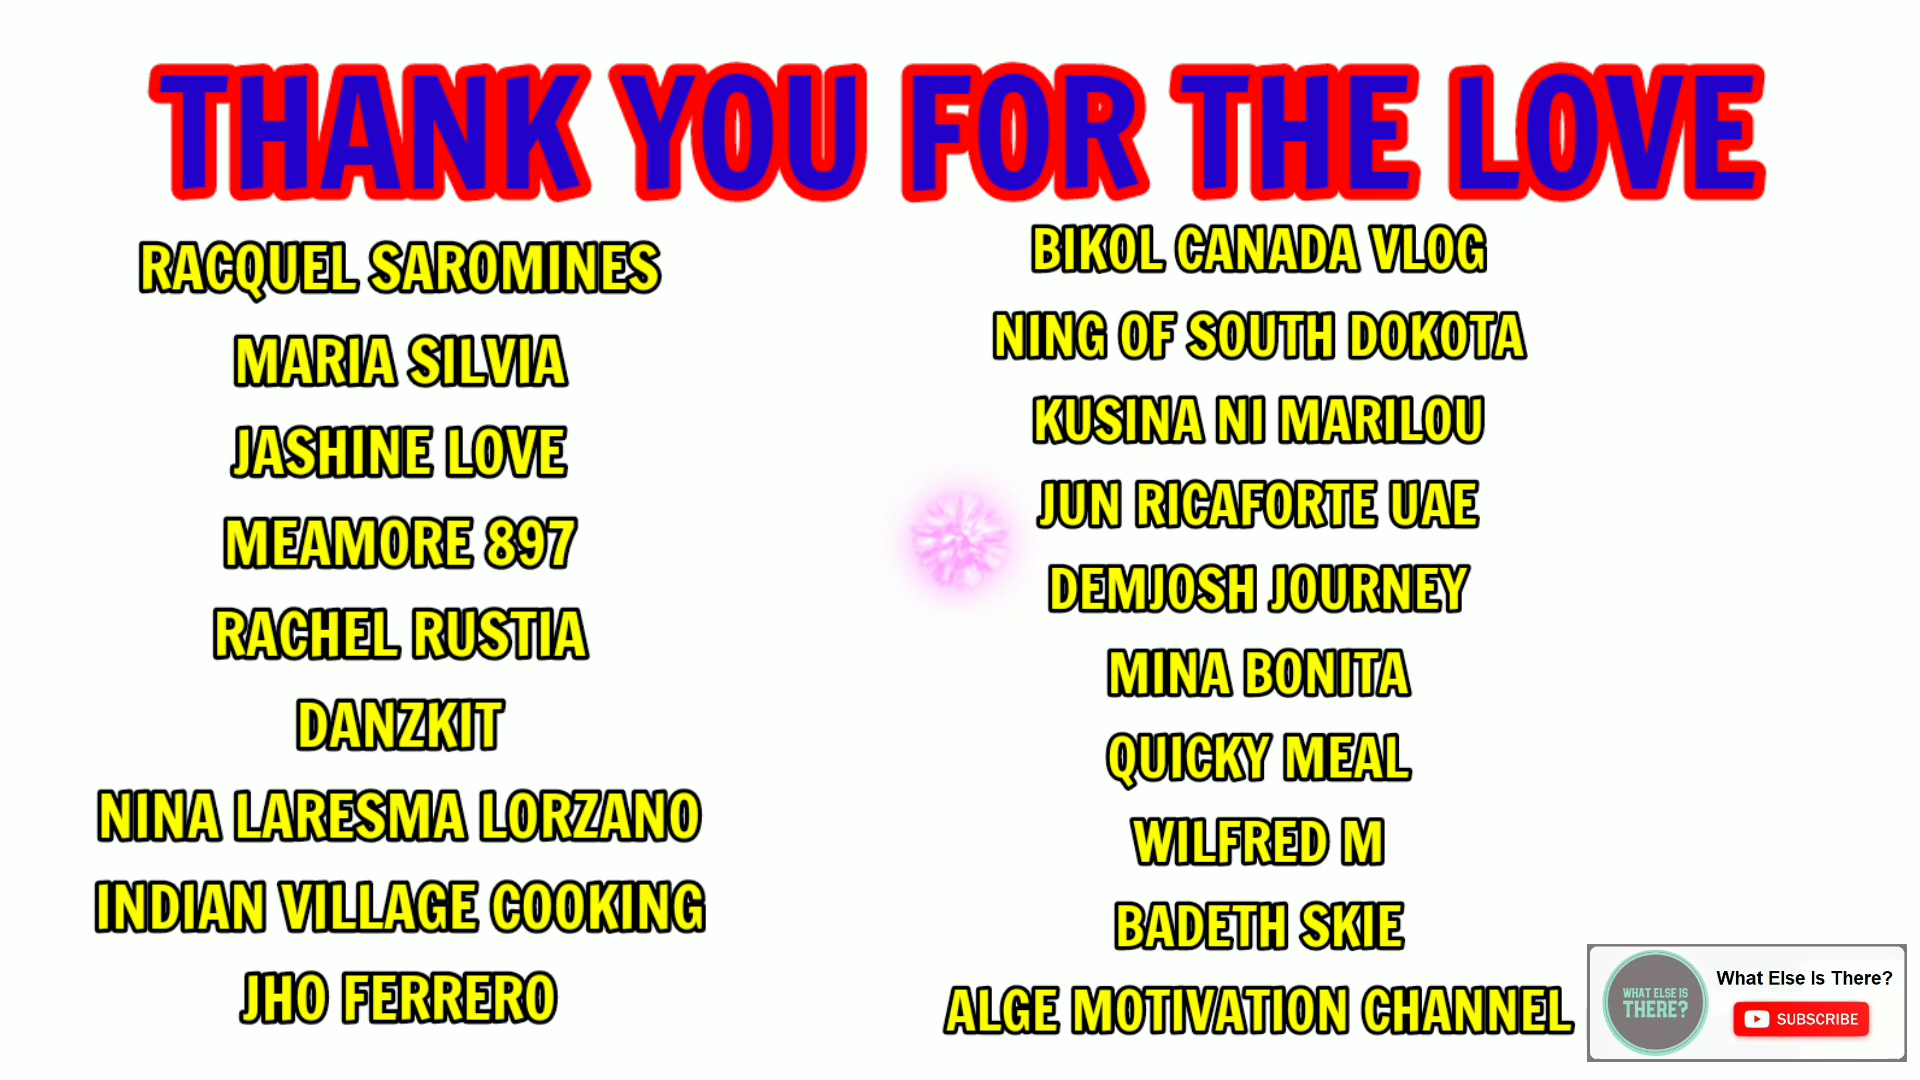 THANK YOU FOR THE LOVE
RACQUEL SAROMINES
MARIA SILVIA
JASHINE LOVE
MEAMORE 897
RACHEL RUSTIA
DANZKIT
NINA LARESMA LORZANO
INDIAN VILLAGE COOKING
JHO FERRERO
BIKOL CANADA VLOG
NING OF SOUTH DOKOTA
KUSINA NI MARILOU
JUN RICAFORTE UAE
DEMJOSH JOURNEY
MINA BONITA
QUICKY MEAL
WILFRED M
BADETH SKIE
ALGE MOTIVATION CHANNEL
WHAT ELSE IS
THERE?
What Else Is There?
SUBSCRIBE